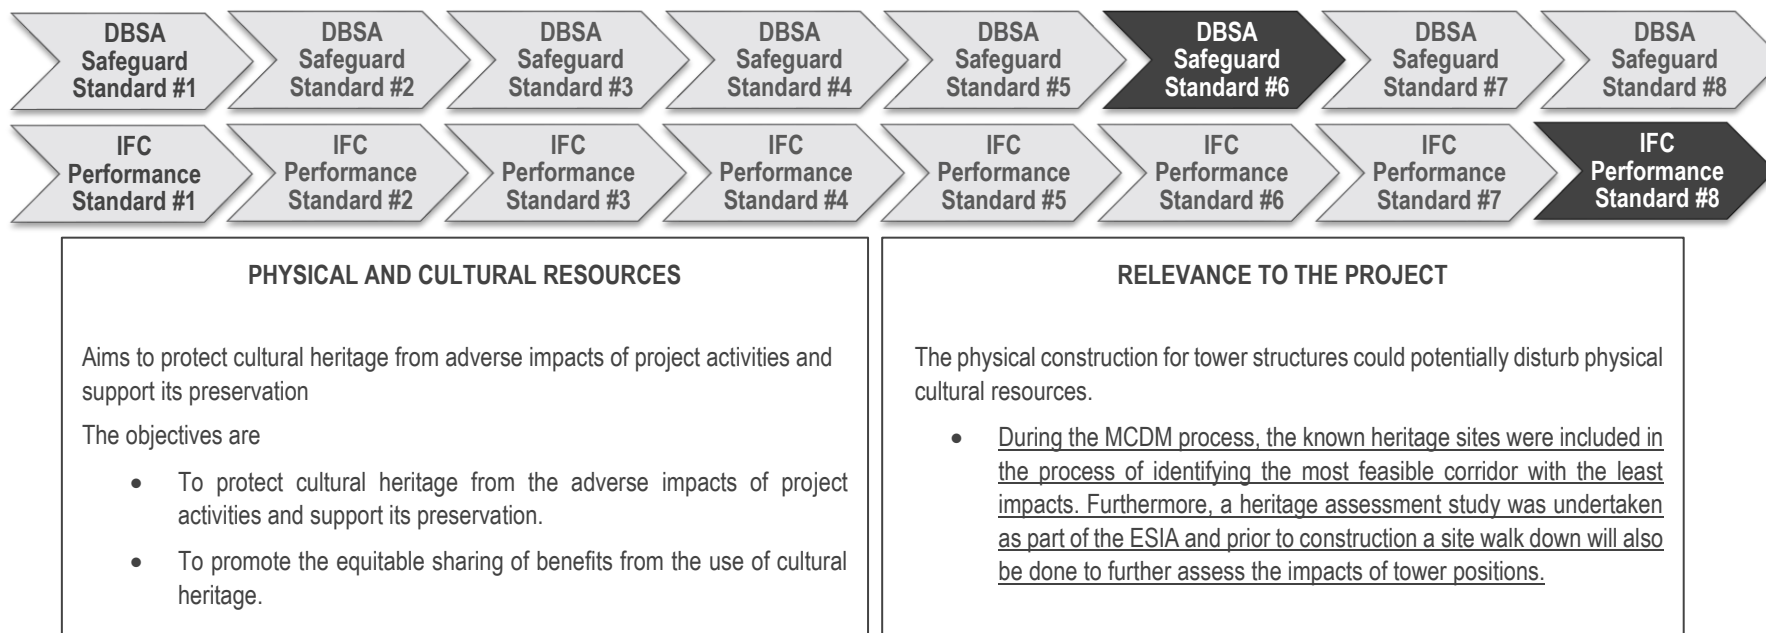 DBSA
Safeguard
Standard #1
DBSA
Safeguard
Standard #2
DBSA
Safeguard
Standard #3
DBSA
Safeguard
Standard #4
DBSA
Safeguard
Standard #5
DBSA
Safeguard
Standard #6
DBSA
Safeguard
Standard #7
DBSA
Safeguard
Standard #8
IFC
Performance
Standard #1
IFC
Performance
Standard #2
IFC
Performance
Standard #3
IFC
Performance
Standard #4
IFC
Performance
Standard #5
IFC
Performance
Standard #6
IFC
Performance
Standard #7
IFC
Performance
Standard #8
PHYSICAL AND CULTURAL RESOURCES
Aims to protect cultural heritage from adverse impacts of project activities and
support its preservation
The objectives are
• To protect cultural heritage from the adverse impacts of project
activities and support its preservation.
• To promote the equitable sharing of benefits from the use of cultural
heritage.
RELEVANCE TO THE PROJECT
The physical construction for tower structures could potentially disturb physical
cultural resources.
• During the MCDM process, the known heritage sites were included in
the process of identifying the most feasible corridor with the least
impacts. Furthermore, a heritage assessment study was undertaken
as part of the ESIA and prior to construction a site walk down will also
be done to further assess the impacts of tower positions.